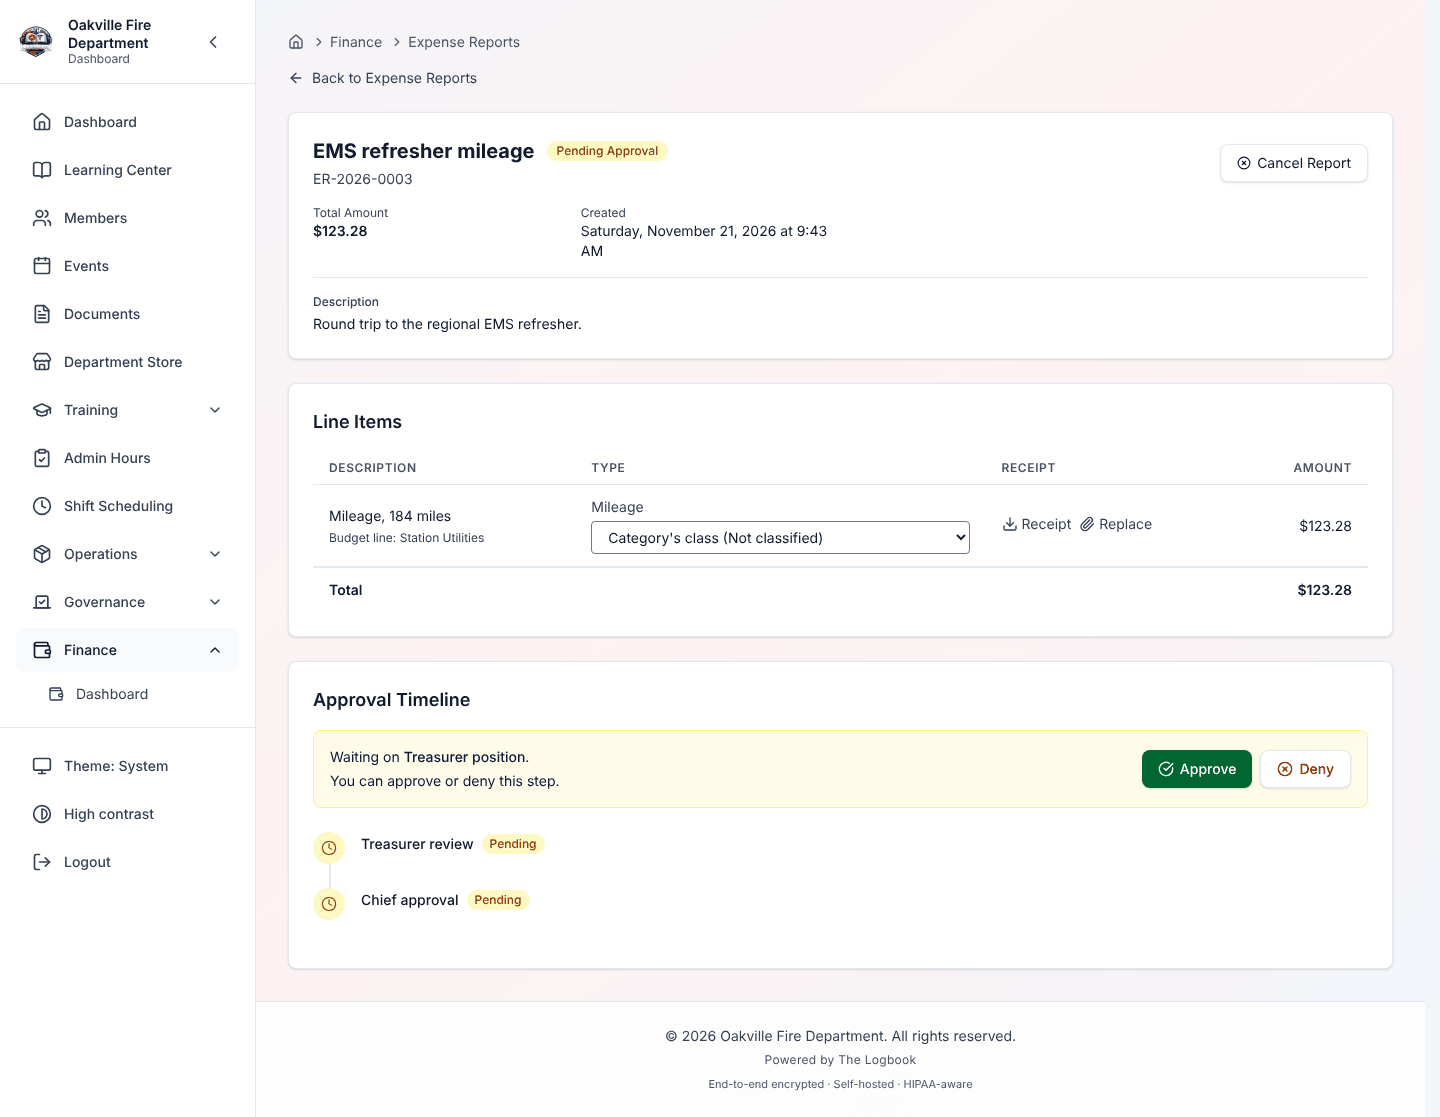 Oakville Fire
Department
Dashboard
Dashboard
Learning Center
Members
Events
Documents
Department Store
Training
Admin Hours
Shift Scheduling
Operations
Governance
Finance
Dashboard
Theme: System
High contrast
Logout
Finance
Expense Reports
Back to Expense Reports
EMS refresher mileage
Pending Approval
ER-2026-0003
Cancel Report
Total Amount
$123.28
Created
Saturday, November 21, 2026 at 9:43
AM
Description
Round trip to the regional EMS refresher.
Line Items
DESCRIPTION TYPE RECEIPT AMOUNT
Mileage, 184 miles
Budget line: Station Utilities
Mileage
Category's class (Not classified)
Receipt Replace
$123.28
Total $123.28
Approval Timeline
Waiting on Treasurer position.
You can approve or deny this step.
Approve
Deny
Treasurer review Pending
Chief approval Pending
© 2026 Oakville Fire Department. All rights reserved.
Powered by The Logbook
End-to-end encrypted · Self-hosted · HIPAA-aware